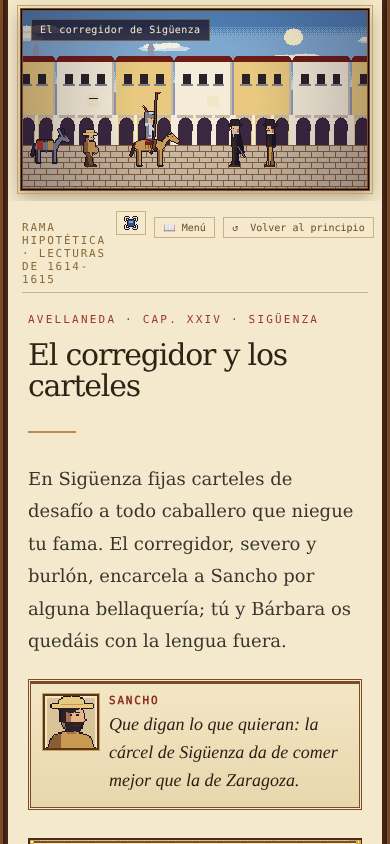 El corregidor de Sigüenza
RAMA
HIPOTÉTICA
· LECTURAS
DE 1614-
1615
📖 Menú
↺ Volver al principio
AVELLANEDA · CAP. XXIV · SIGÜENZA
El corregidor y los
carteles
En Sigüenza fijas carteles de
desafío a todo caballero que niegue
tu fama. El corregidor, severo y
burlón, encarcela a Sancho por
alguna bellaquería; tú y Bárbara os
quedáis con la lengua fuera.
SANCHO
Que digan lo que quieran: la
cárcel de Sigüenza da de comer
mejor que la de Zaragoza.